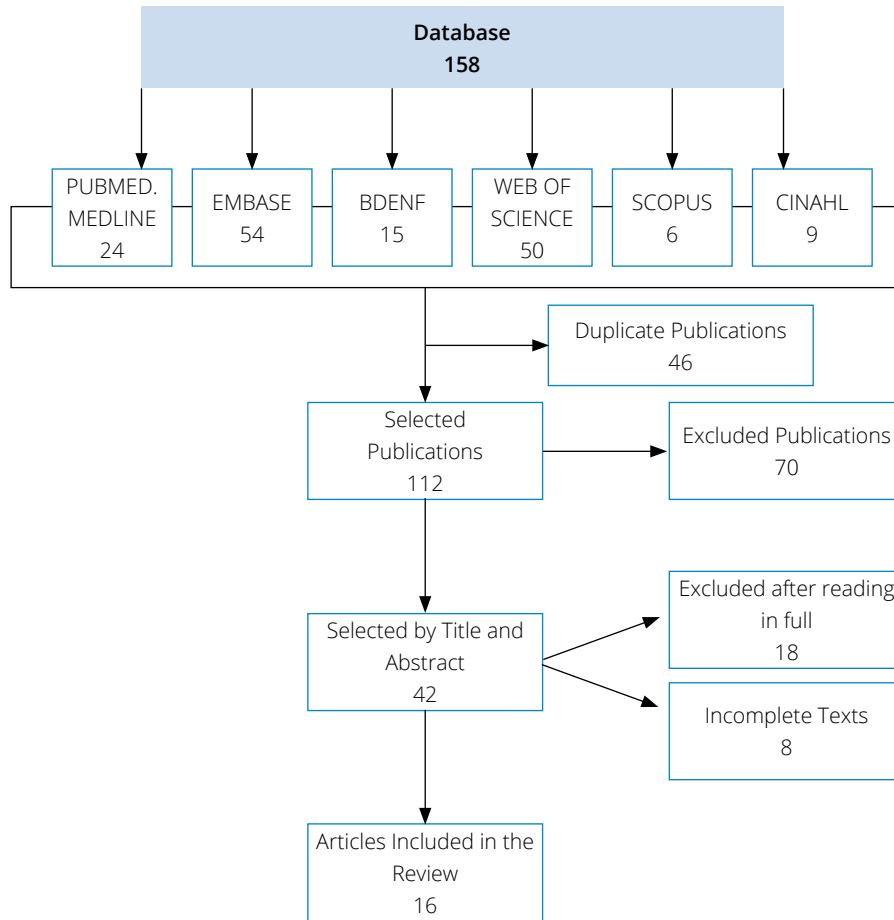 Database
158
PUBMED.
MEDLINE
24
EMBASE
54
BDENF
15
WEB OF
SCIENCE
50
SCOPUS
6
CINAHL
9
Duplicate Publications
46
Selected
Publications
112
Excluded Publications
70
Excluded after reading
in full
18
Selected by Title and
Abstract
42
Incomplete Texts
8
Articles Included in the
Review
16